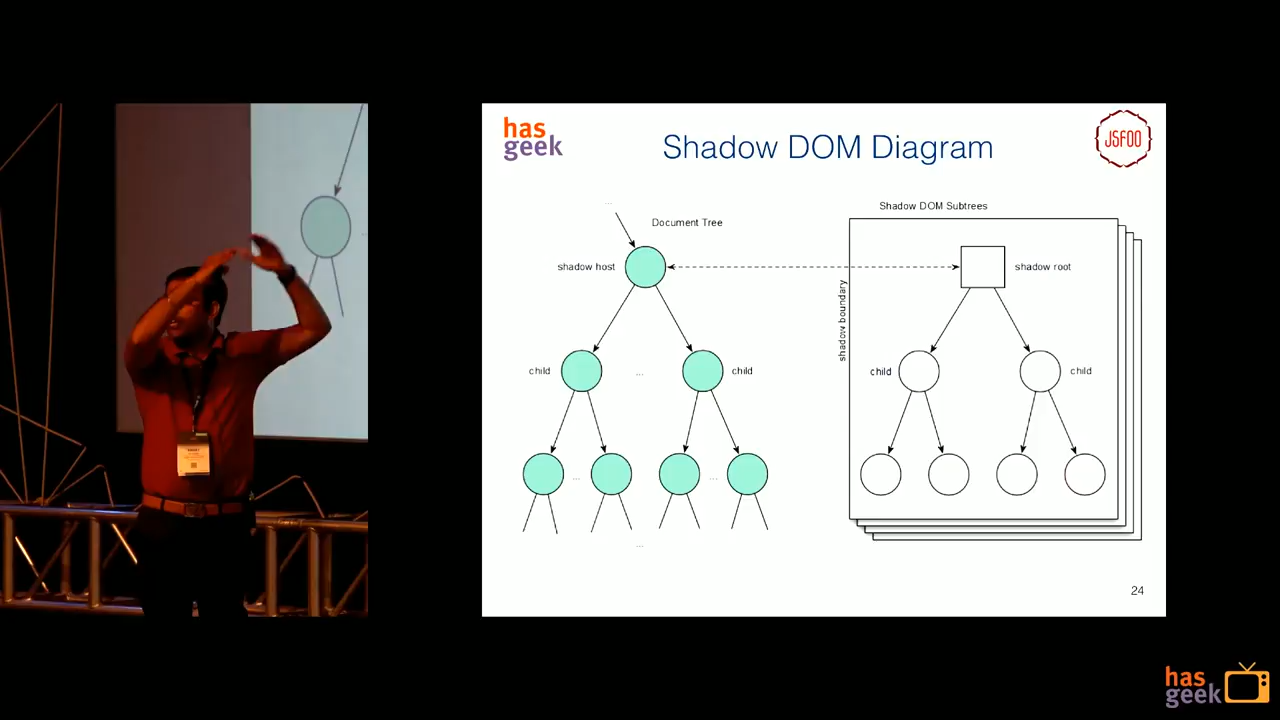 has
geek
Shadow DOM Diagram
JSFOO
Shadow DOM Subtrees
...
Document Tree
shadow host
shadow root
shadow boundary
child
...
child
child
child
...
...
...
24
has
geek